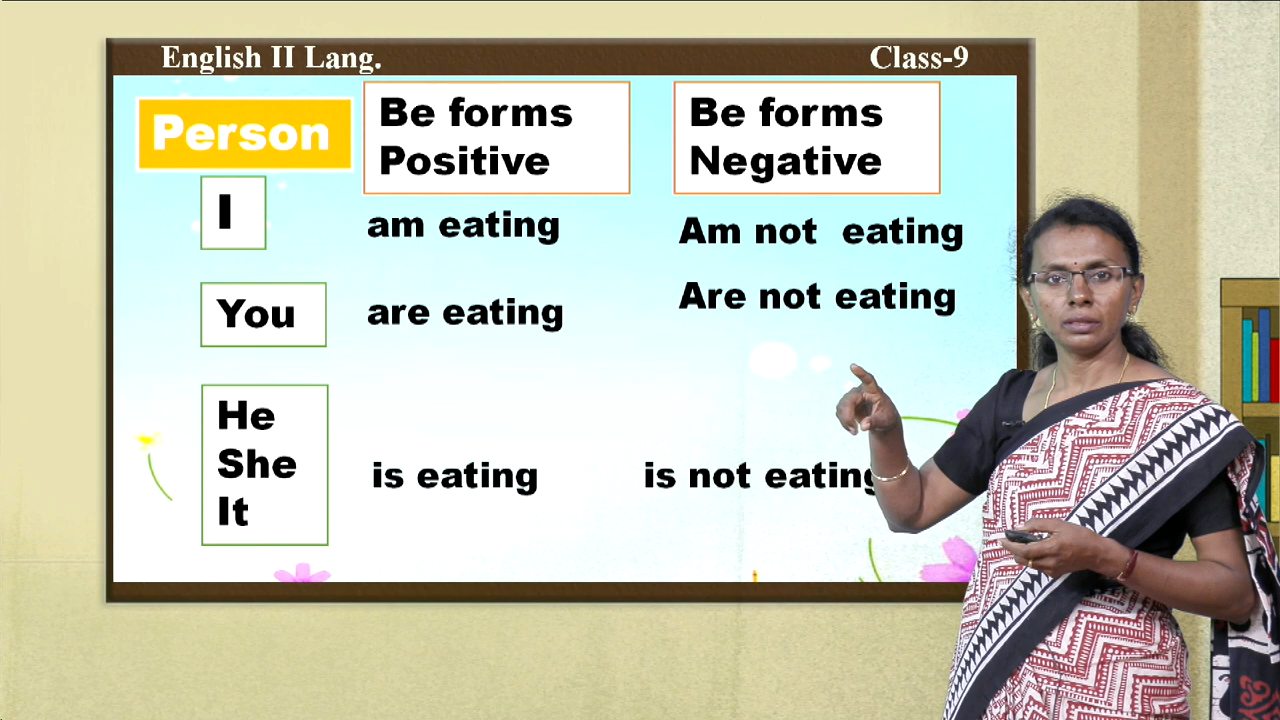 English II Lang. Class-9
Person
Be forms
Positive
Be forms
Negative
I
am eating
Am not eating
You
are eating
Are not eating
He
She
It
is eating
is not eating